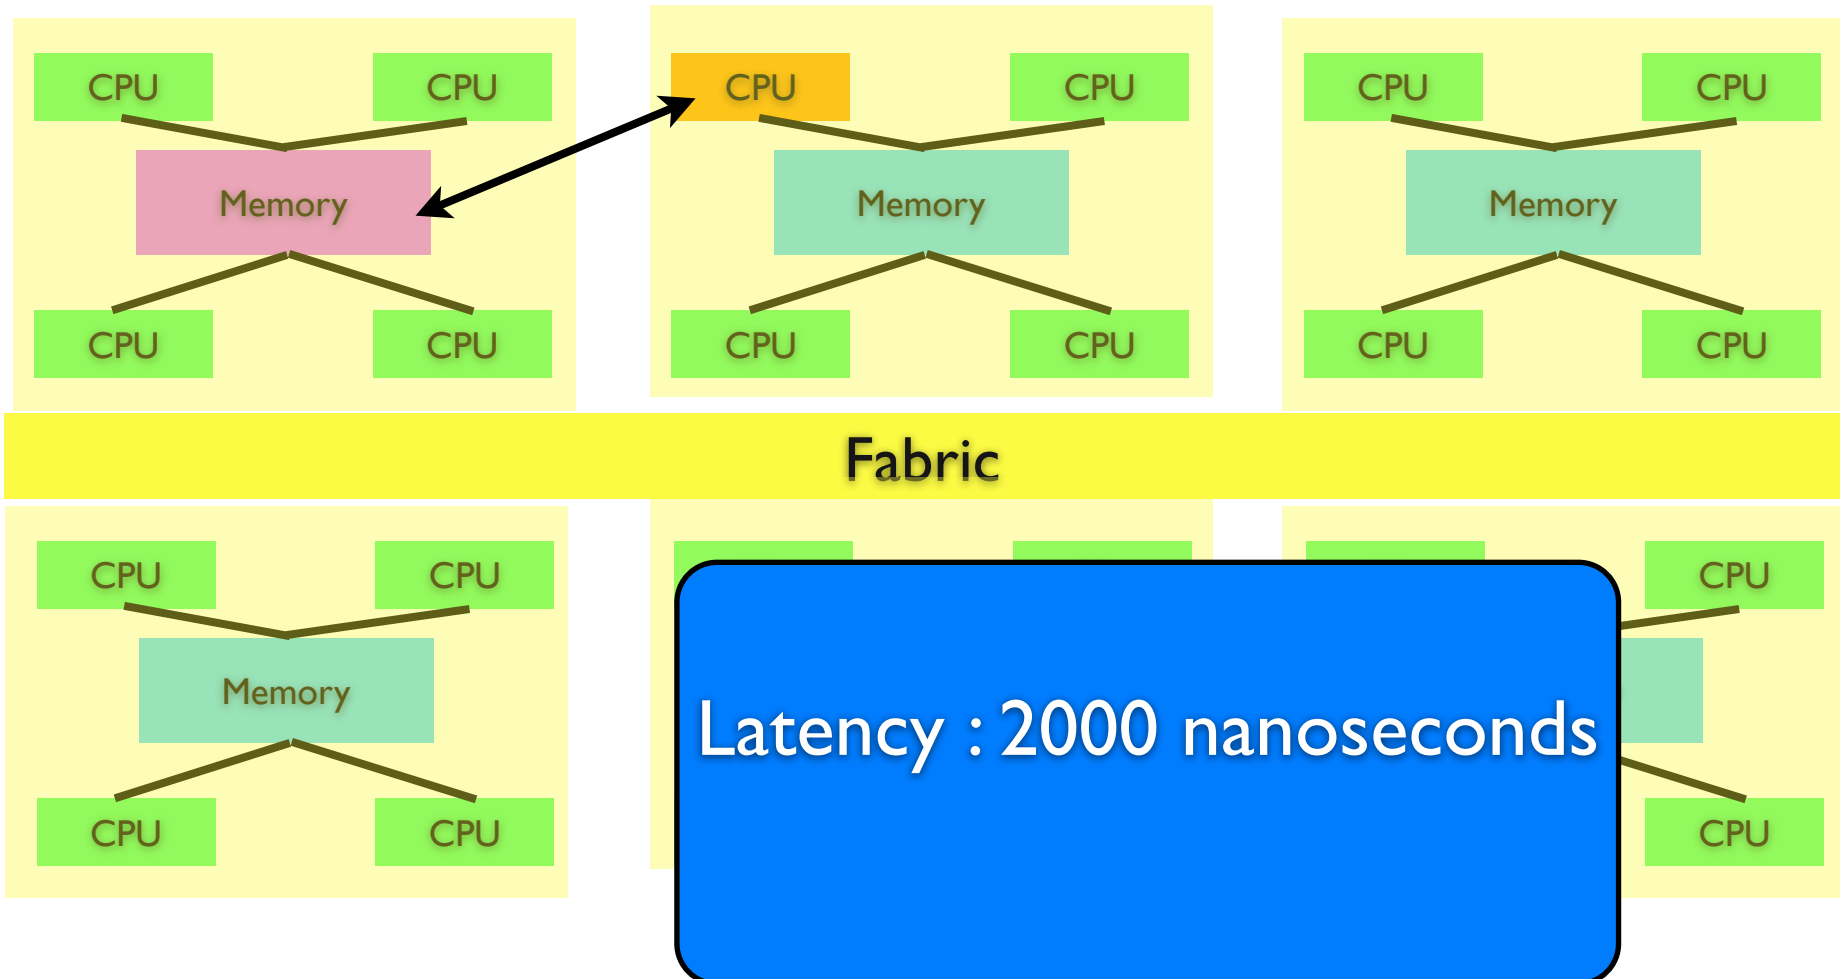 CPU CPU CPU CPU CPU CPU
Memory Memory Memory
CPU CPU CPU CPU CPU CPU
Fabric
CPU CPU CPU
Memory
Latency : 2000 nanoseconds
CPU CPU CPU